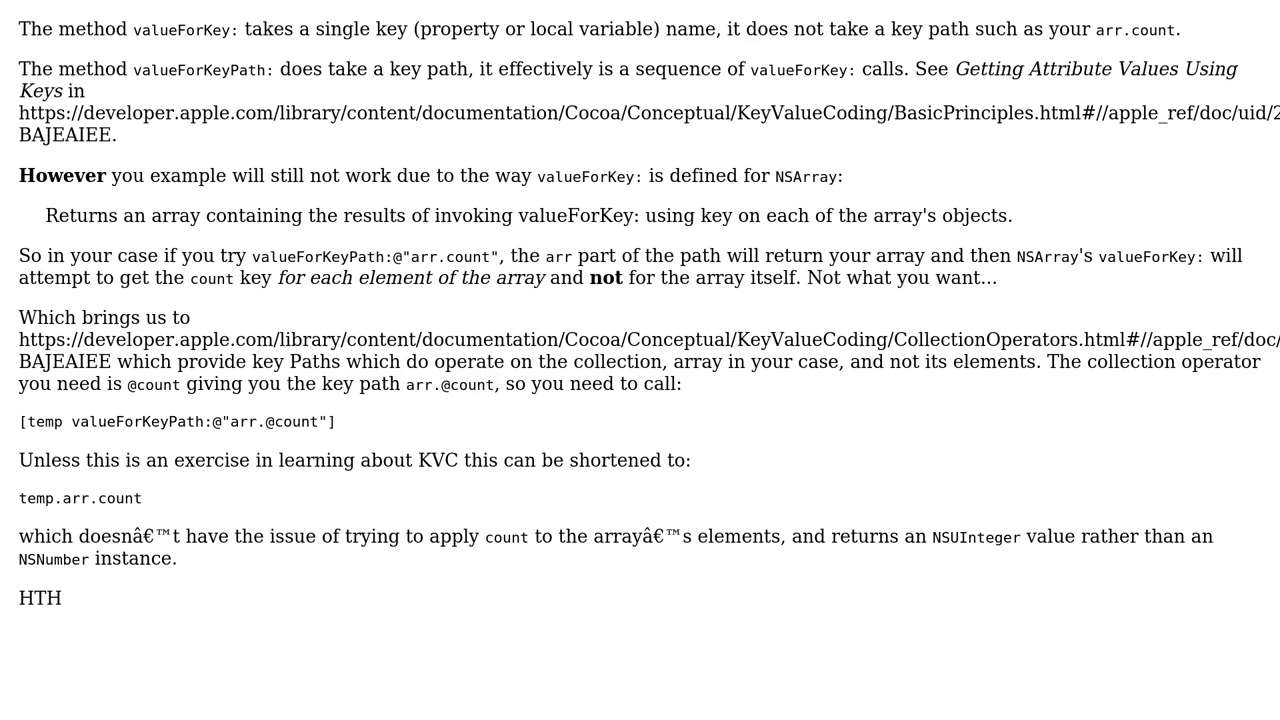 The method valueForKey: takes a single key (property or local variable) name, it does not take a key path such as your arr.count.
The method valueForKeyPath: does take a key path, it effectively is a sequence of valueForKey: calls. See Getting Attribute Values Using
Keys in
https://developer.apple.com/library/content/documentation/Cocoa/Conceptual/KeyValueCoding/BasicPrinciples.html#//apple_ref/doc/uid/2
BAJEAIEE.
However you example will still not work due to the way valueForKey: is defined for NSArray:
Returns an array containing the results of invoking valueForKey: using key on each of the array's objects.
So in your case if you try valueForKeyPath:@"arr.count", the arr part of the path will return your array and then NSArray's valueForKey: will
attempt to get the count key for each element of the array and not for the array itself. Not what you want...
Which brings us to
https://developer.apple.com/library/content/documentation/Cocoa/Conceptual/KeyValueCoding/CollectionOperators.html#//apple_ref/doc/
BAJEAIEE which provide key Paths which do operate on the collection, array in your case, and not its elements. The collection operator
you need is @count giving you the key path arr.@count, so you need to call:
[temp valueForKeyPath:@"arr.@count"]
Unless this is an exercise in learning about KVC this can be shortened to:
temp.arr.count
which doesnâ€™t have the issue of trying to apply count to the arrayâ€™s elements, and returns an NSUInteger value rather than an
NSNumber instance.
HTH